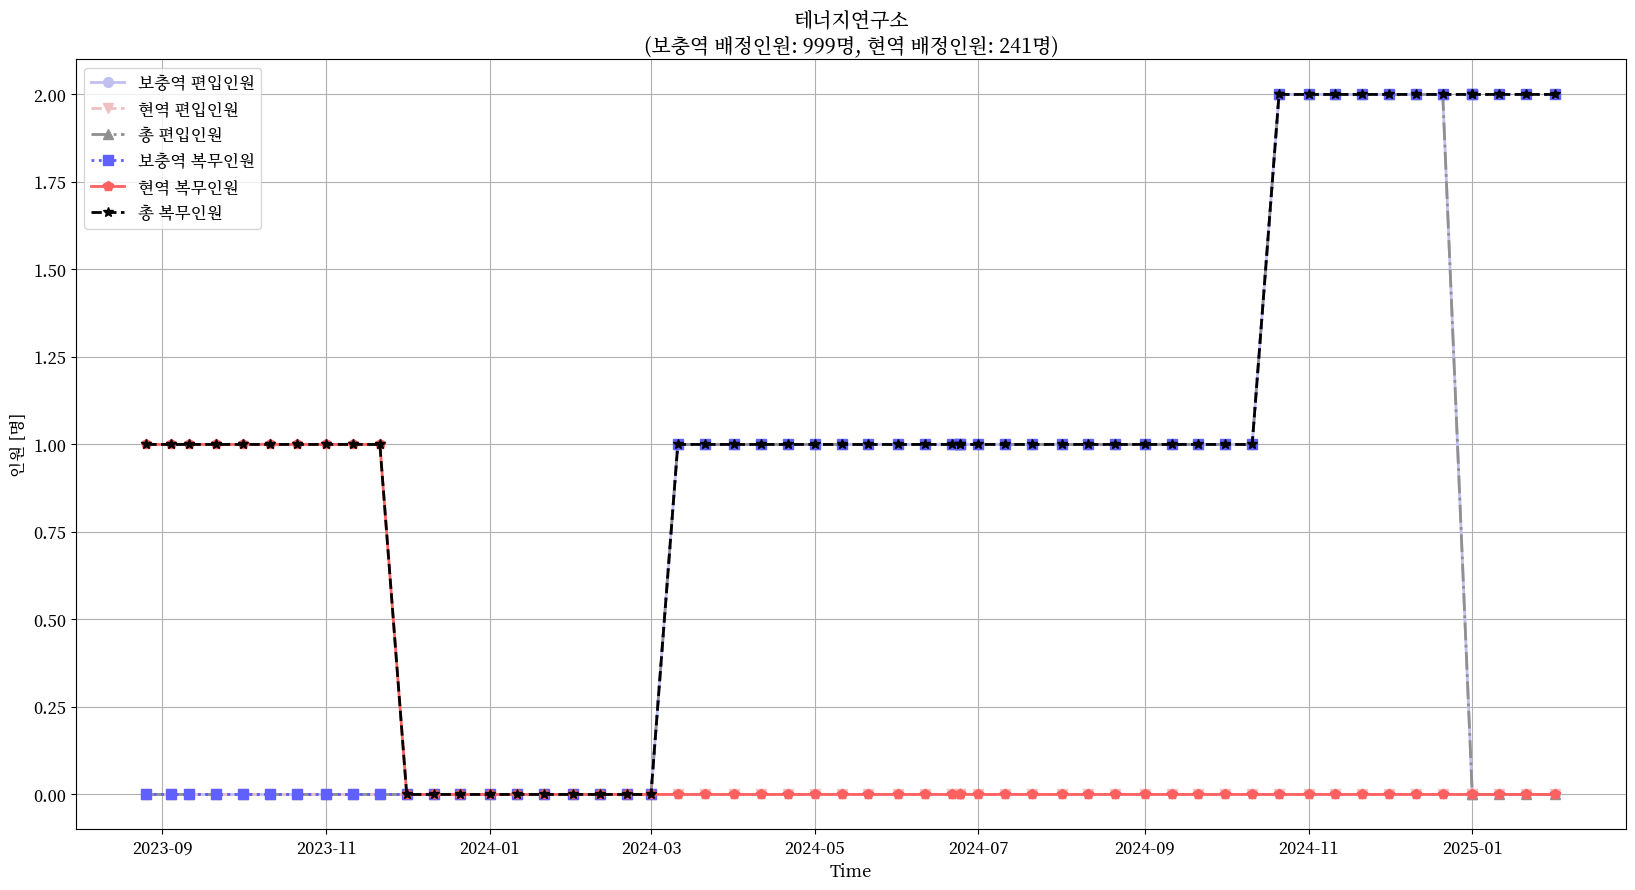 테너지연구소
(보충역 배정인원: 999명, 현역 배정인원: 241명)
보충역 편입인원
현역 편입인원
총 편입인원
보충역 복무인원
현역 복무인원
총 복무인원
인원 [명]
2.00
1.75
1.50
1.25
1.00
0.75
0.50
0.25
0.00
2023-09
2023-11
2024-01
2024-03
2024-05
2024-07
2024-09
2024-11
2025-01
Time